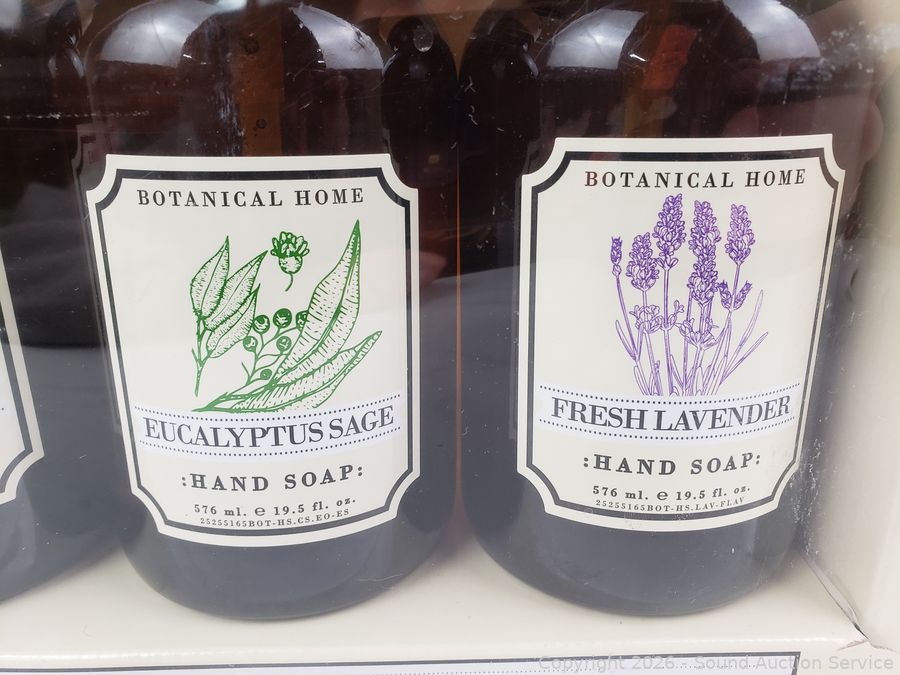 BOTANICAL HOME
EUCALYPTUS SAGE
:HAND SOAP:
576 ml. e 19.5 fl. oz.
25255165BOT-HS.CS.EO-ES
BOTANICAL HOME
FRESH LAVENDER
:HAND SOAP:
576 ml. e 19.5 fl. oz.
25255165BOT-HS.LAV-FLAV
Copyright 2026 - Sound Auction Service